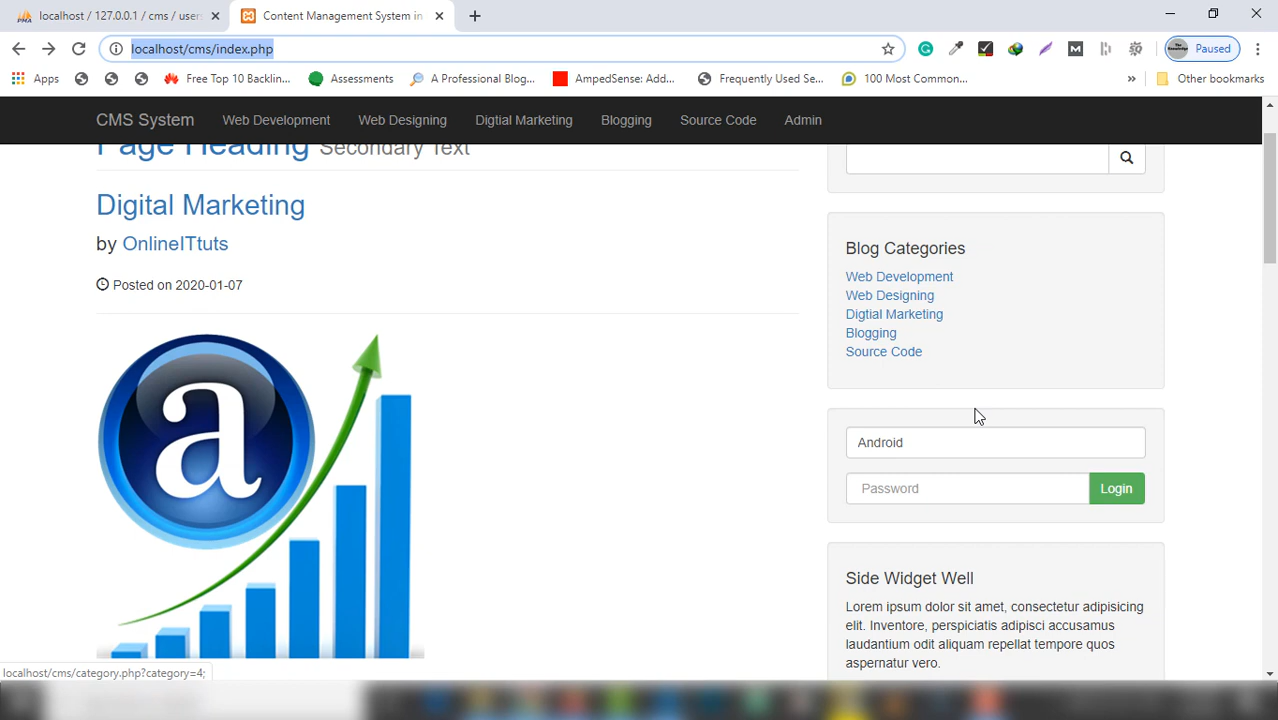 localhost / 127.0.0.1 / cms / users
Content Management System in
localhost/cms/index.php
Paused
Apps
Free Top 10 Backlin...
Assessments
A Professional Blog...
AmpedSense: Add...
Frequently Used Se...
100 Most Common...
»
Other bookmarks
CMS System Web Development Web Designing Digtial Marketing Blogging Source Code Admin
Page Heading Secondary Text
Digital Marketing
by OnlineITtuts
Posted on 2020-01-07
a
Blog Categories
Web Development
Web Designing
Digtial Marketing
Blogging
Source Code
Android
Password Login
Side Widget Well
Lorem ipsum dolor sit amet, consectetur adipisicing
elit. Inventore, perspiciatis adipisci accusamus
laudantium odit aliquam repellat tempore quos
aspernatur vero.
localhost/cms/category.php?category=4;